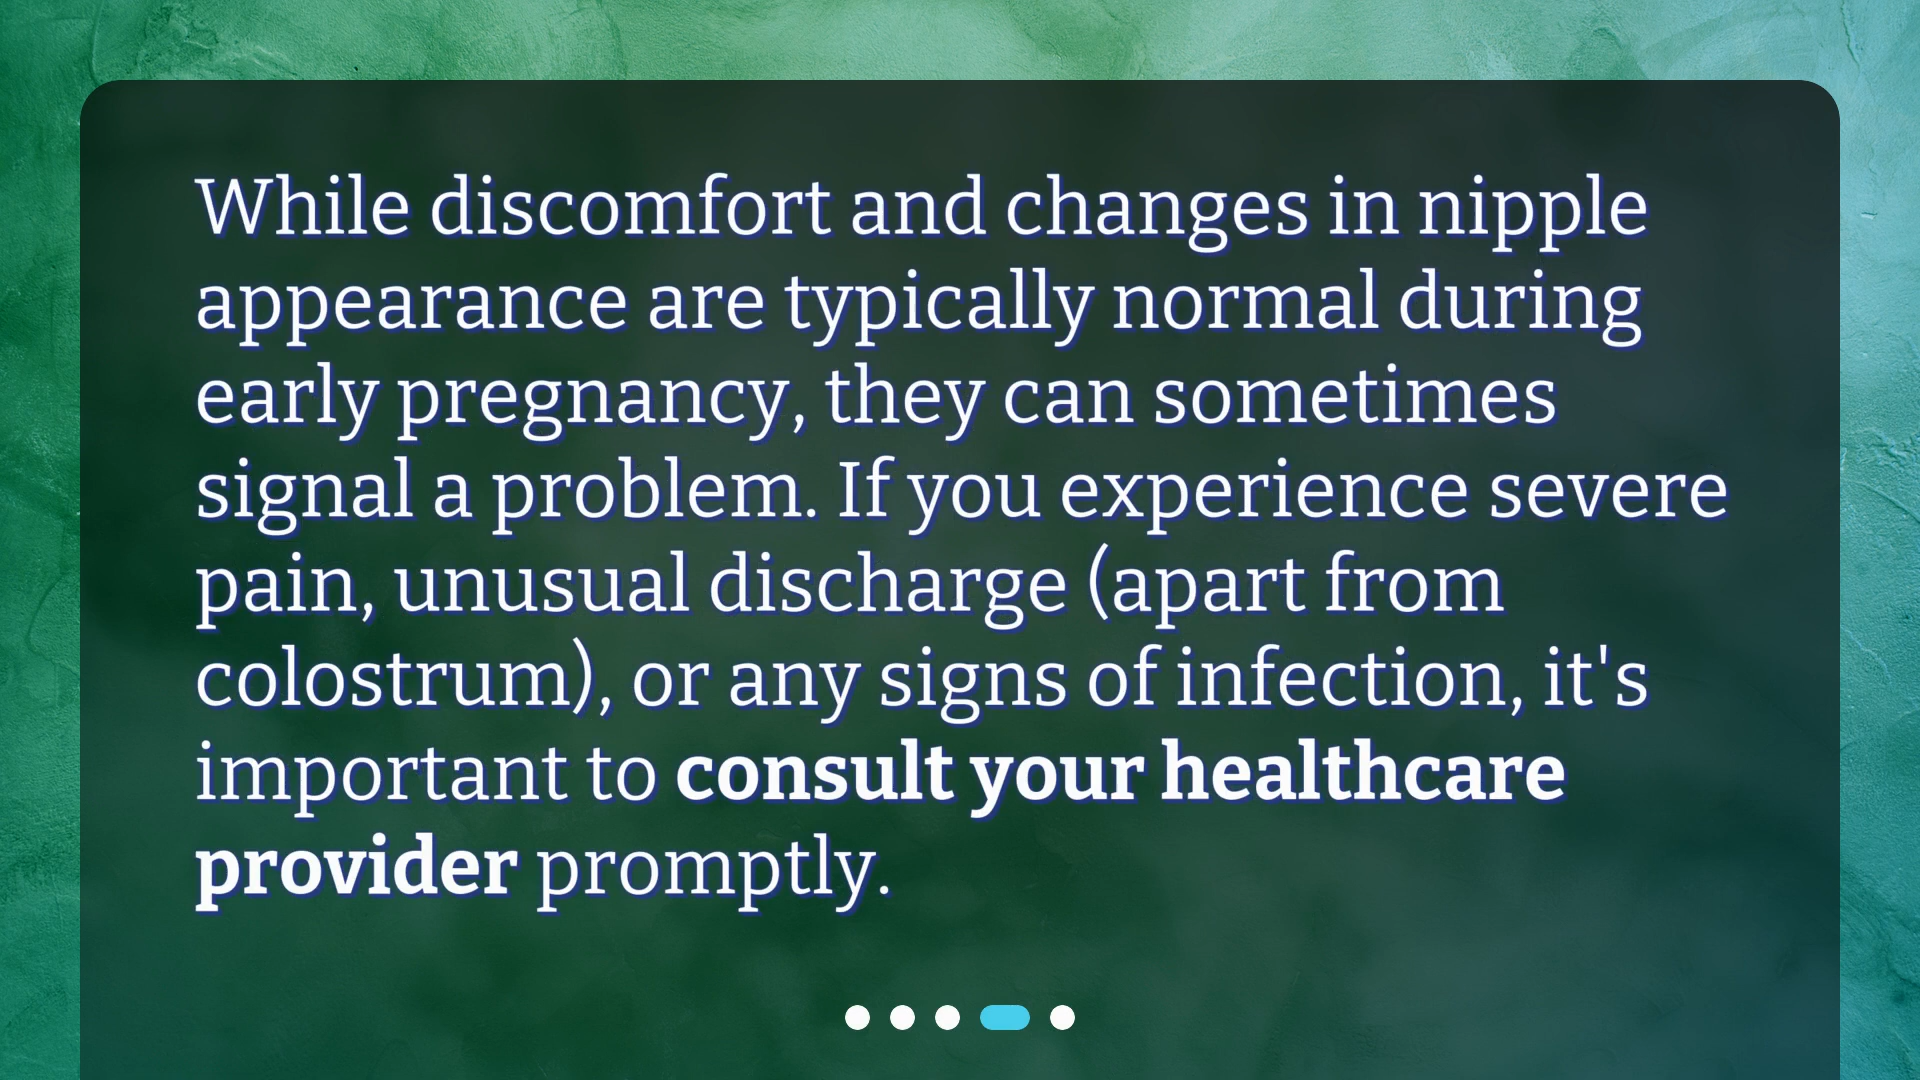 While discomfort and changes in nipple
appearance are typically normal during
early pregnancy, they can sometimes
signal a problem. If you experience severe
pain, unusual discharge (apart from
colostrum), or any signs of infection, it's
important to consult your healthcare
provider promptly.